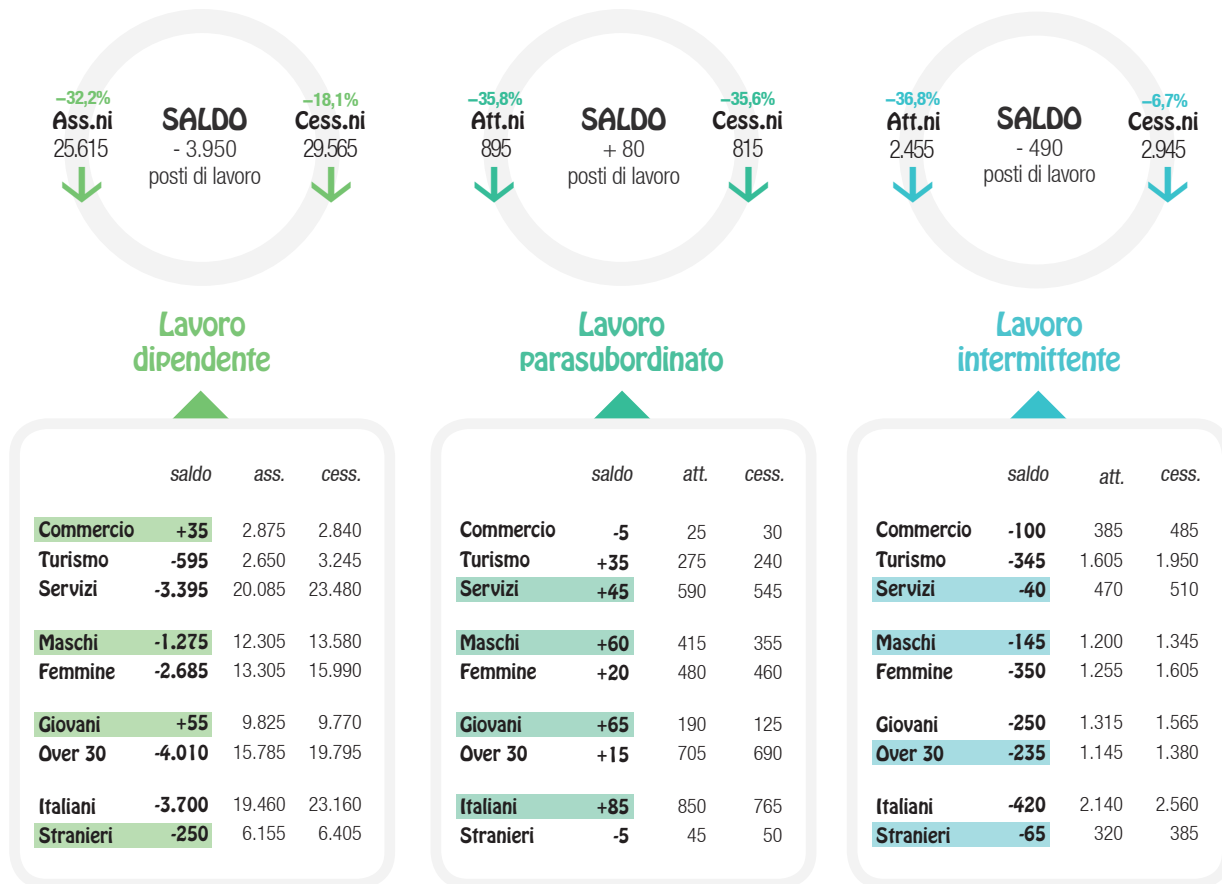 –32,2%
Ass.ni
25.615
SALDO
- 3.950
posti di lavoro
–18,1%
Cess.ni
29.565
Lavoro
dipendente
saldo ass. cess.
Commercio +35 2.875 2.840
Turismo -595 2.650 3.245
Servizi -3.395 20.085 23.480
Maschi -1.275 12.305 13.580
Femmine -2.685 13.305 15.990
Giovani +55 9.825 9.770
Over 30 -4.010 15.785 19.795
Italiani -3.700 19.460 23.160
Stranieri -250 6.155 6.405
–35,8%
Att.ni
895
SALDO
+ 80
posti di lavoro
–35,6%
Cess.ni
815
Lavoro
parasubordinato
saldo att. cess.
Commercio -5 25 30
Turismo +35 275 240
Servizi +45 590 545
Maschi +60 415 355
Femmine +20 480 460
Giovani +65 190 125
Over 30 +15 705 690
Italiani +85 850 765
Stranieri -5 45 50
–36,8%
Att.ni
2.455
SALDO
- 490
posti di lavoro
–6,7%
Cess.ni
2.945
Lavoro
intermittente
saldo att. cess.
Commercio -100 385 485
Turismo -345 1.605 1.950
Servizi -40 470 510
Maschi -145 1.200 1.345
Femmine -350 1.255 1.605
Giovani -250 1.315 1.565
Over 30 -235 1.145 1.380
Italiani -420 2.140 2.560
Stranieri -65 320 385